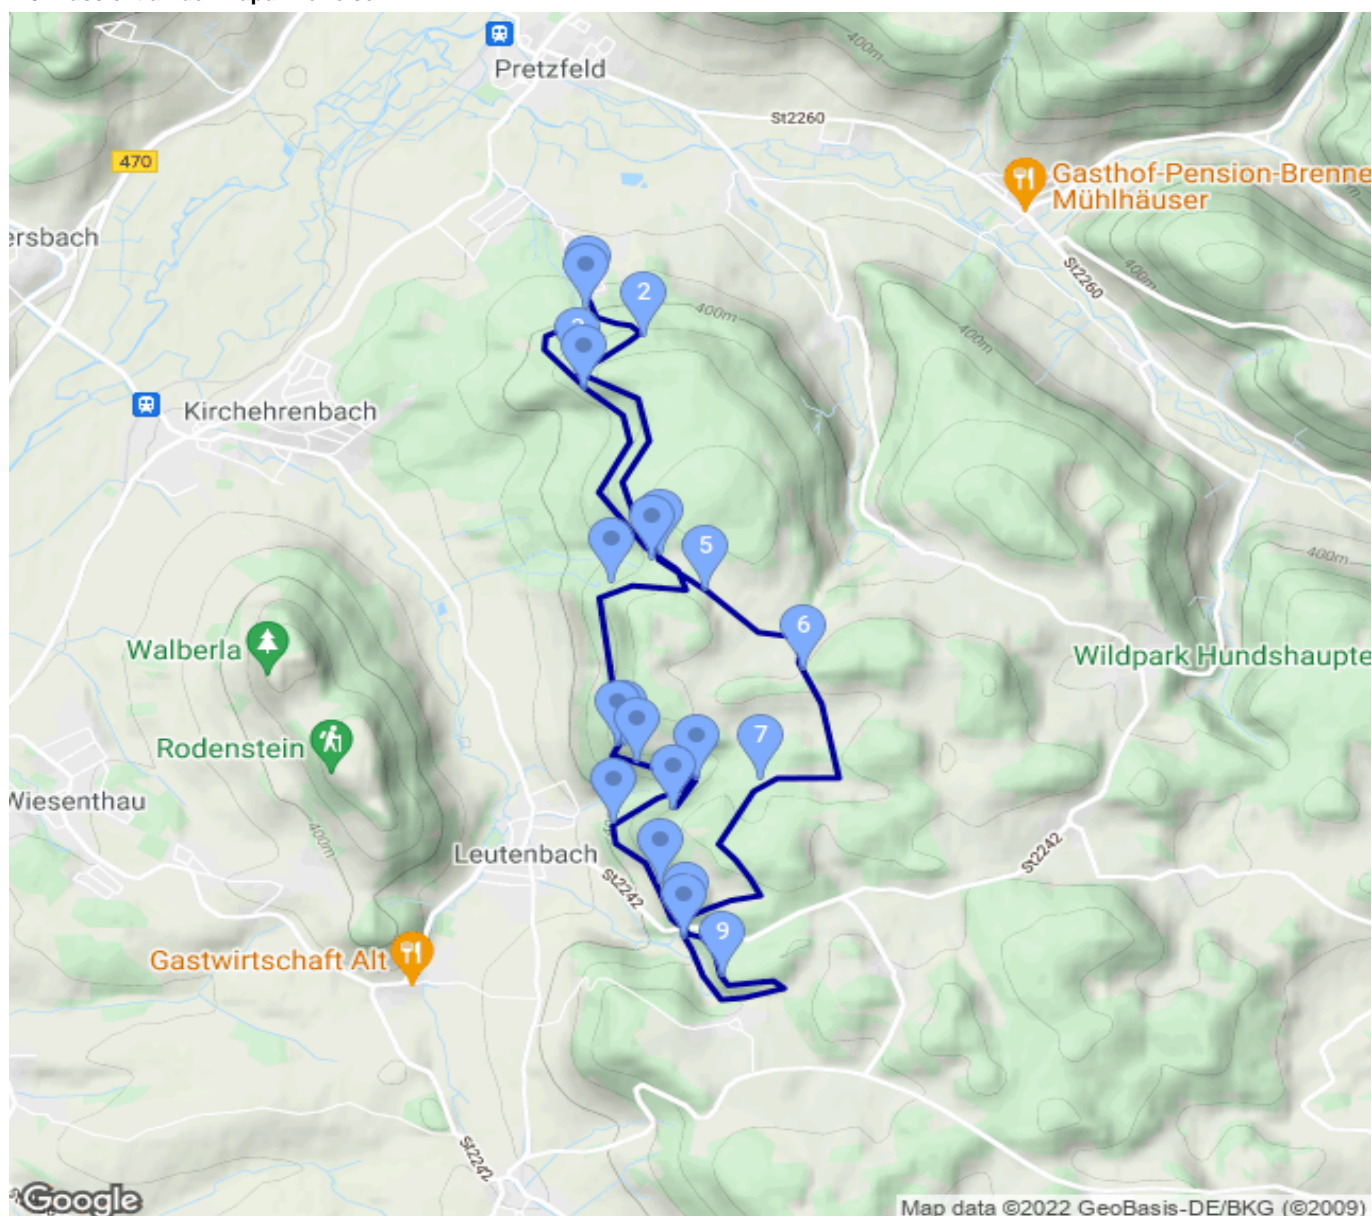 Pretzfeld
St2260
400m
470
Gasthof-Pension-Brenne
Mühlhäuser
ersbach
St2260
400m
2
400m
400m
Kirchehrenbach
5
400m
6
Walberla
Wildpark Hundshaupte
Rodenstein
7
Wiesenthau
400m
Leutenbach
St2242
St2242
9
Gastwirtschaft Alt
St2242
Google
Map data ©2022 GeoBasis-DE/BKG (©2009)